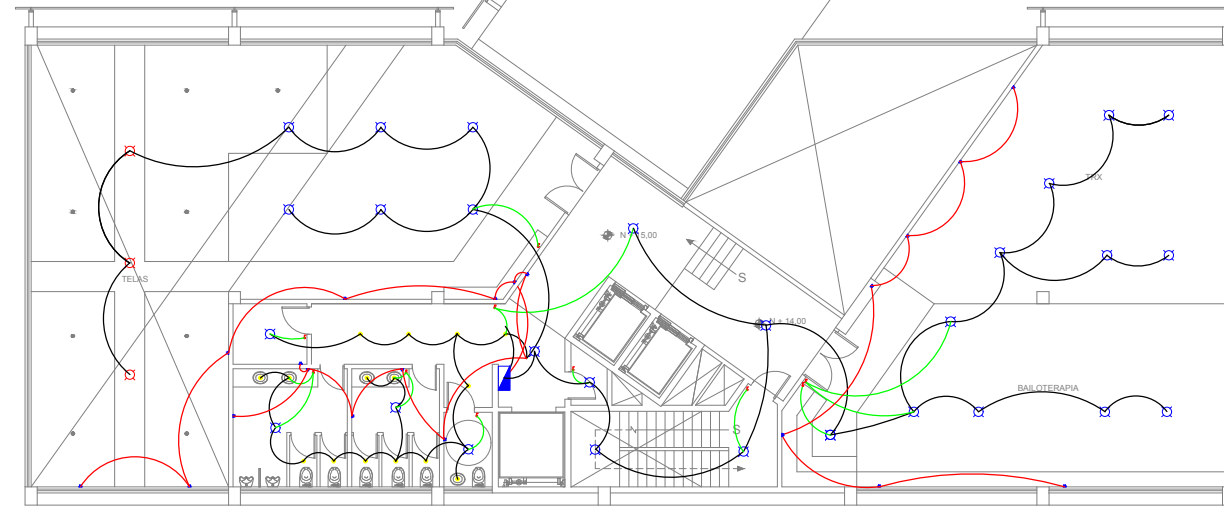 N + 15,00
TRX
S
TELAS
N + 14,00
BAILOTERAPIA
N
S